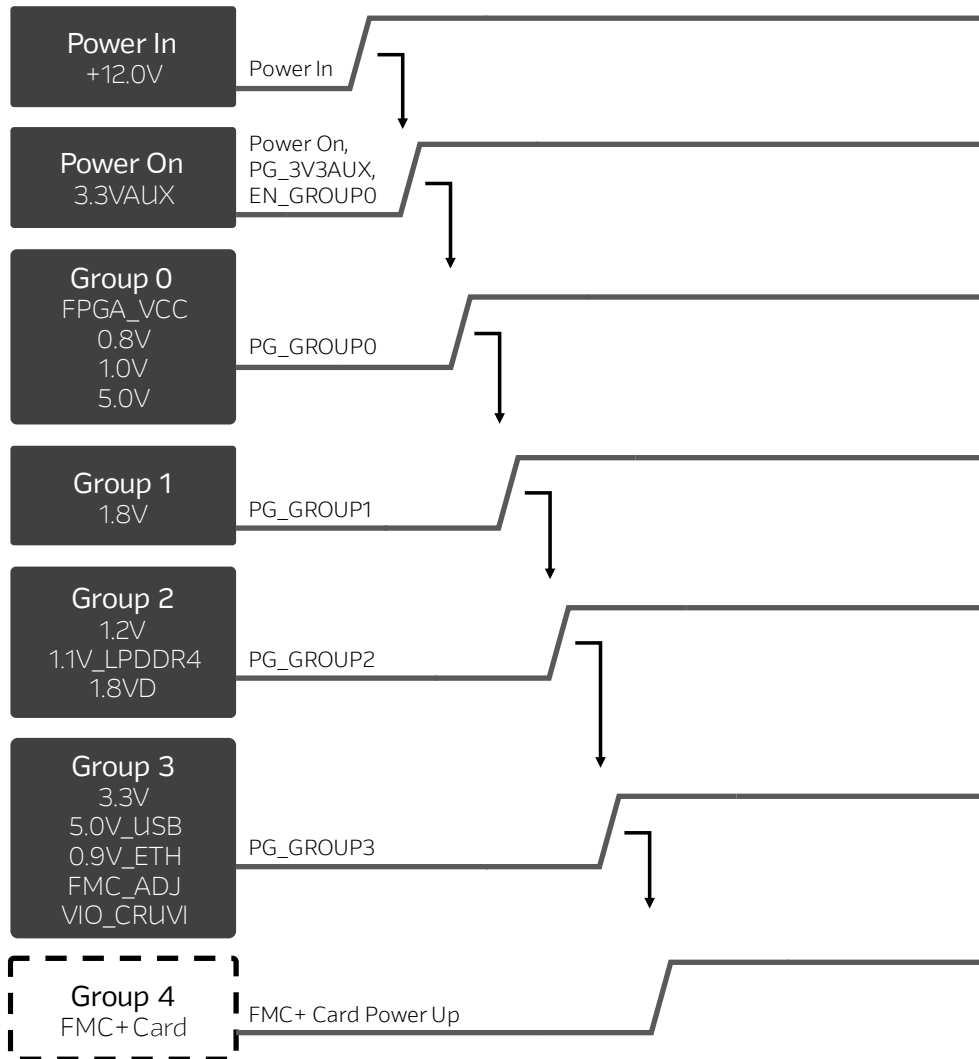 Power In
+12.0V
Power In
Power On
3.3VAUX
Power On,
PG_3V3AUX,
EN_GROUP0
Group 0
FPGA_VCC
0.8V
1.0V
5.0V
PG_GROUP0
Group 1
1.8V
PG_GROUP1
Group 2
1.2V
1.1V_LPDDR4
1.8VD
PG_GROUP2
Group 3
3.3V
5.0V_USB
0.9V_ETH
FMC_ADJ
VIO_CRUVI
PG_GROUP3
Group 4
FMC+ Card
FMC+ Card Power Up